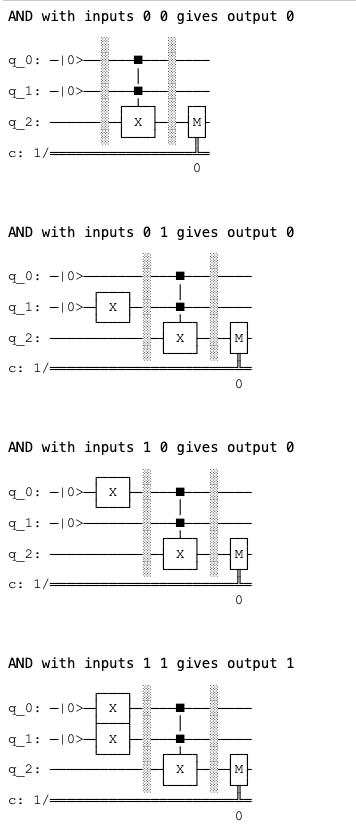 AND with inputs 0 0 gives output 0
q_0: |0>
q_1: |0>
q_2: X M
c: 1/
0
AND with inputs 0 1 gives output 0
q_0: |0>
q_1: |0> X
q_2: X M
c: 1/
0
AND with inputs 1 0 gives output 0
q_0: |0> X
q_1: |0>
q_2: X M
c: 1/
0
AND with inputs 1 1 gives output 1
q_0: |0> X
q_1: |0> X
q_2: X M
c: 1/
0